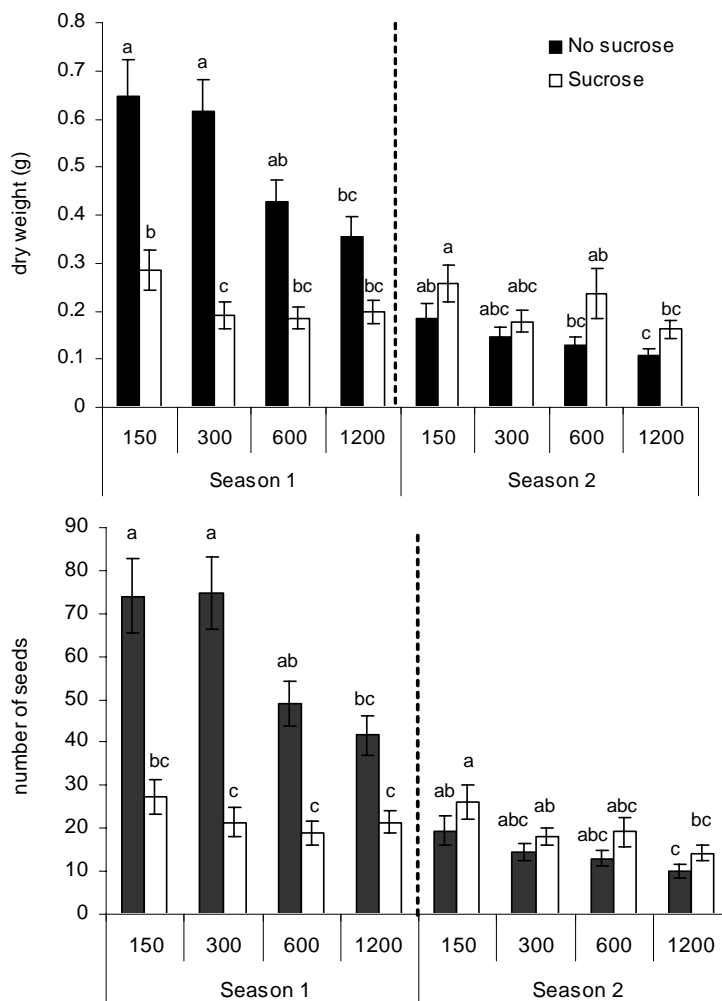 No sucrose
Sucrose
dry weight (g)
0.8
0.7
0.6
0.5
0.4
0.3
0.2
0.1
0
a
a
ab
bc
b
c
bc
bc
ab
a
abc
abc
bc
ab
c
bc
150 300 600 1200 150 300 600 1200
Season 1 Season 2
number of seeds
90
80
70
60
50
40
30
20
10
0
a
a
ab
bc
bc
c
c
c
ab
a
abc
ab
abc
abc
c
bc
150 300 600 1200 150 300 600 1200
Season 1 Season 2